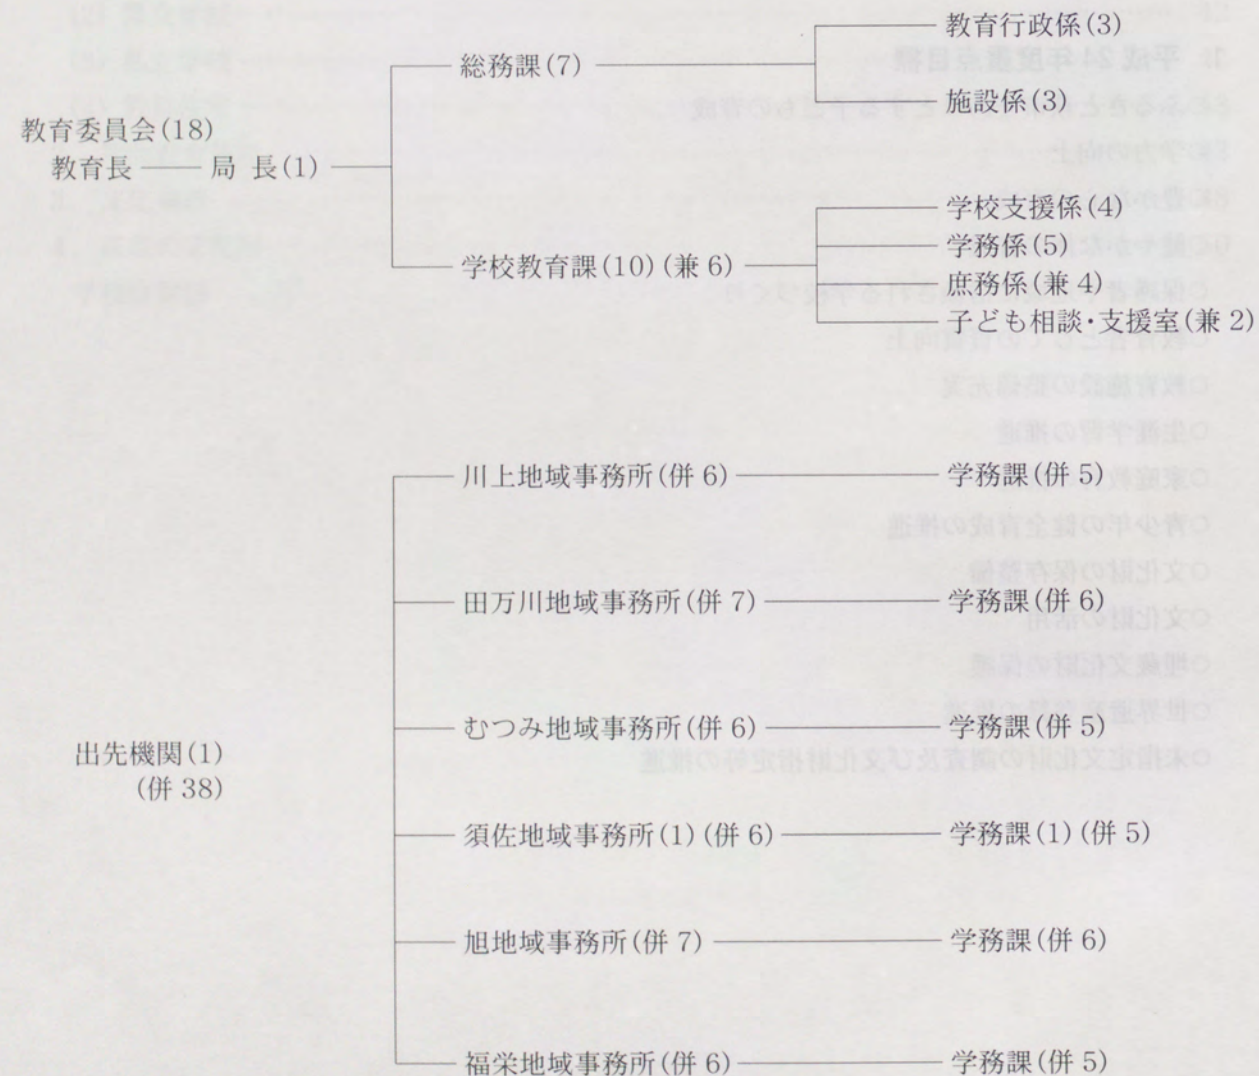 教育委員会(18)
教育長 局 長(1)
総務課(7)
教育行政係(3)
施設係(3)
学校教育課(10)(兼 6)
学校支援係(4)
学務係(5)
庶務係(兼 4)
子ども相談・支援室(兼 2)
出先機関(1)
(併 38)
川上地域事務所(併 6) 学務課(併 5)
田万川地域事務所(併 7) 学務課(併 6)
むつみ地域事務所(併 6) 学務課(併 5)
須佐地域事務所(1)(併 6) 学務課(1)(併 5)
旭地域事務所(併 7) 学務課(併 6)
福栄地域事務所(併 6) 学務課(併 5)